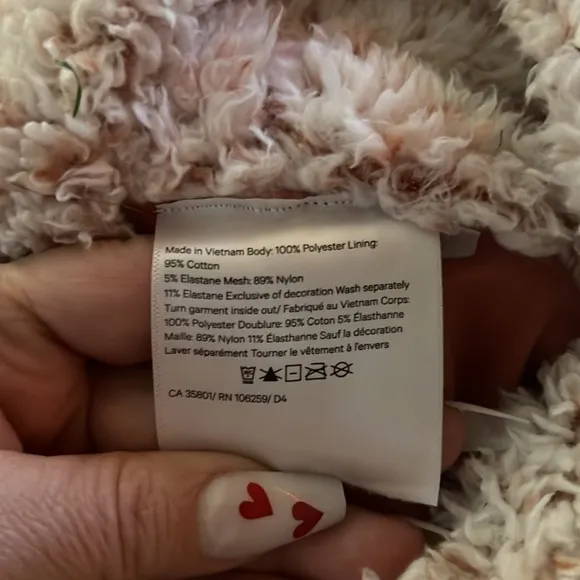 Made in Vietnam Body: 100% Polyester Lining:
95% Cotton
5% Elastane Mesh: 89% Nylon
11% Elastane Exclusive of decoration Wash separately
Turn garment inside out/ Fabriqué au Vietnam Corps:
100% Polyester Doublure: 95% Coton 5% Élasthanne
Maille: 89% Nylon 11% Élasthanne Sauf la décoration
Laver séparément Tourner le vêtement à l'envers
CA 35801/ RN 106259/ D4